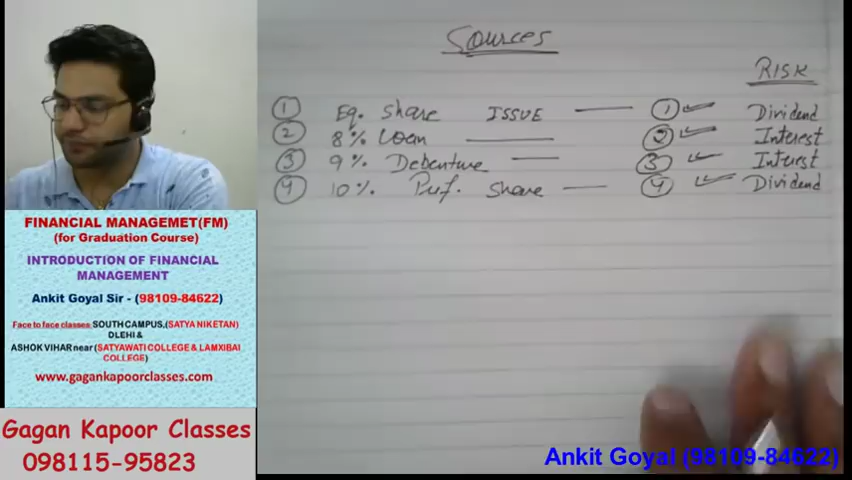 Sources
RISK
① Eq. Share ISSUE — ① Dividend
② 8% Loan — ② Interest
③ 9% Debenture — ③ Interest
④ 10% Pref. Share — ④ Dividend
FINANCIAL MANAGEMET(FM)
(for Graduation Course)
INTRODUCTION OF FINANCIAL
MANAGEMENT
Ankit Goyal Sir - (98109-84622)
Face to face classes SOUTH CAMPUS,(SATYA NIKETAN)
DLEHI &
ASHOK VIHAR near (SATYAWATI COLLEGE & LAMXIBAI
COLLEGE)
www.gagankapoorclasses.com
Gagan Kapoor Classes
098115-95823
Ankit Goyal (98109-84622)